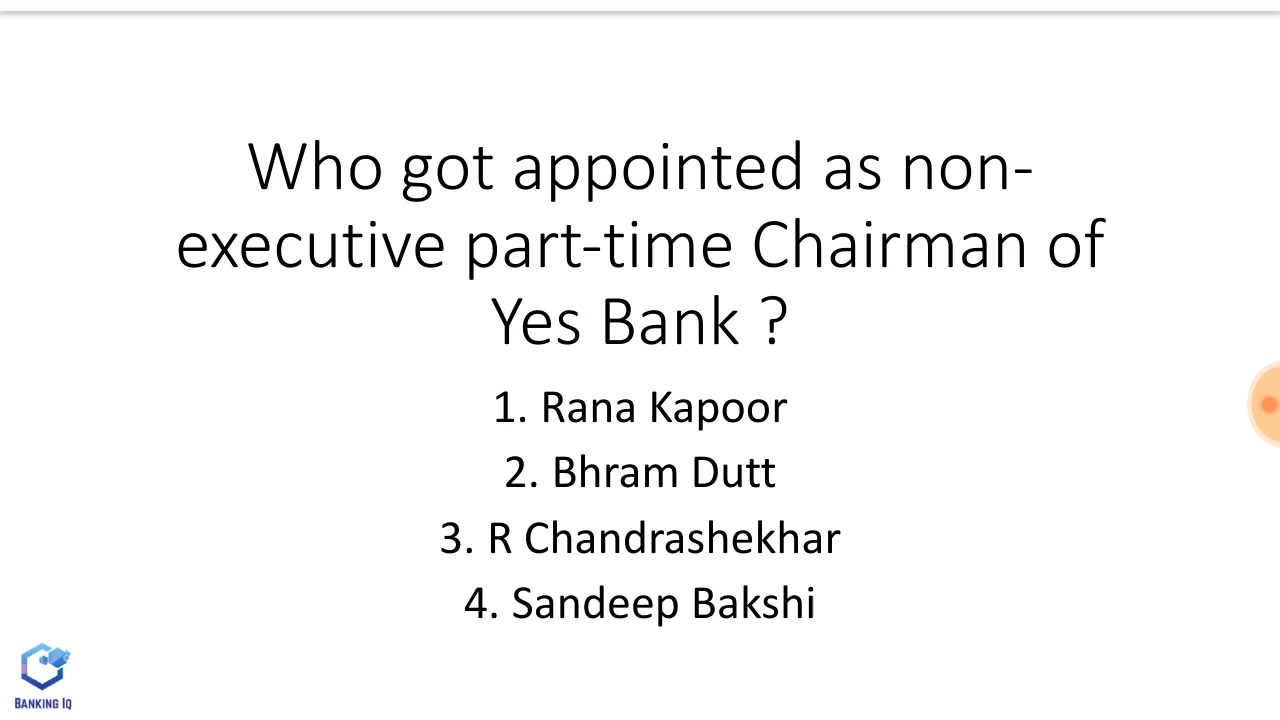 Who got appointed as non-
executive part-time Chairman of
Yes Bank ?
1. Rana Kapoor
2. Bhram Dutt
3. R Chandrashekhar
4. Sandeep Bakshi
BANKING IQ